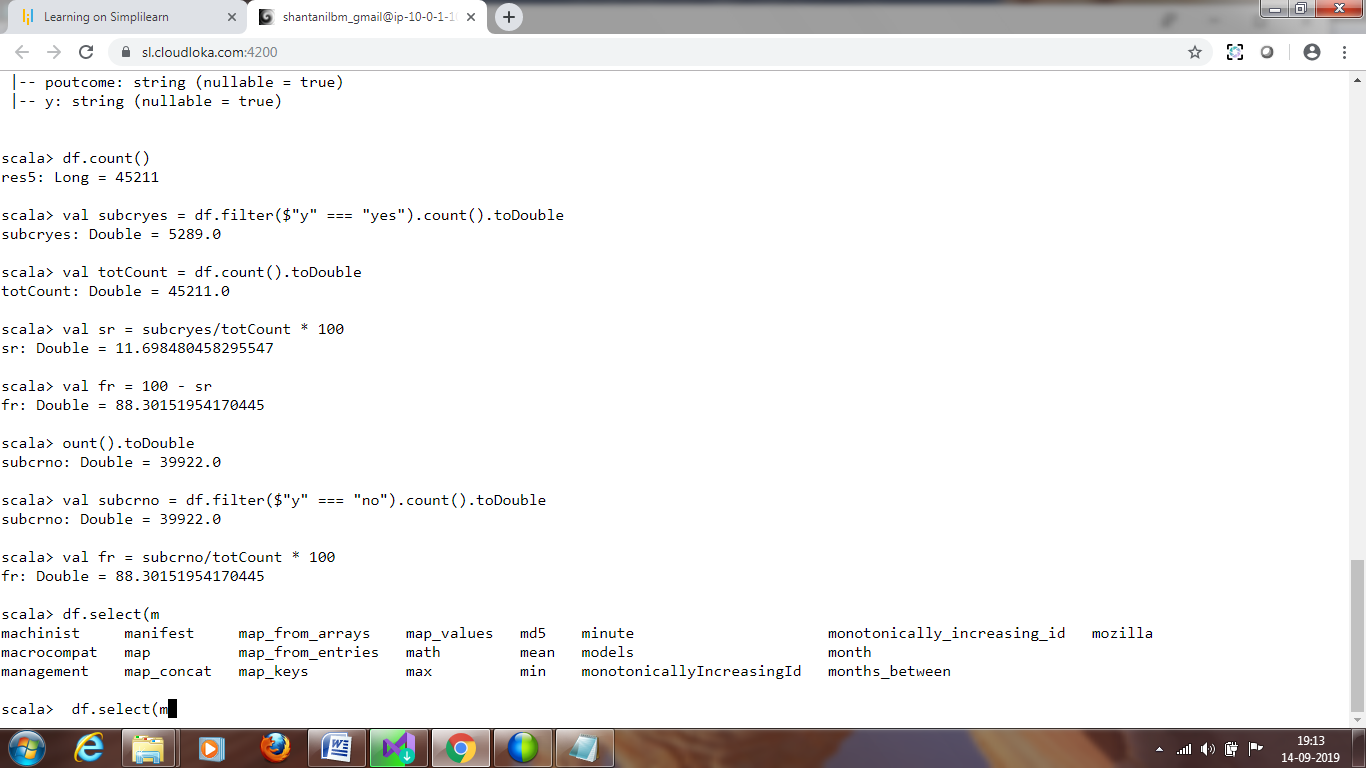 Learning on Simplilearn
shantanilbm_gmail@ip-10-0-1-10
sl.cloudloka.com:4200
|-- poutcome: string (nullable = true)
|-- y: string (nullable = true)
scala> df.count()
res5: Long = 45211
scala> val subcryes = df.filter($"y" === "yes").count().toDouble
subcryes: Double = 5289.0
scala> val totCount = df.count().toDouble
totCount: Double = 45211.0
scala> val sr = subcryes/totCount * 100
sr: Double = 11.698480458295547
scala> val fr = 100 - sr
fr: Double = 88.30151954170445
scala> ount().toDouble
subcrno: Double = 39922.0
scala> val subcrno = df.filter($"y" === "no").count().toDouble
subcrno: Double = 39922.0
scala> val fr = subcrno/totCount * 100
fr: Double = 88.30151954170445
scala> df.select(m
machinist manifest map_from_arrays map_values md5 minute monotonically_increasing_id mozilla
macrocompat map map_from_entries math mean models month
management map_concat map_keys max min monotonicallyIncreasingId months_between
scala>  df.select(m
19:13
14-09-2019